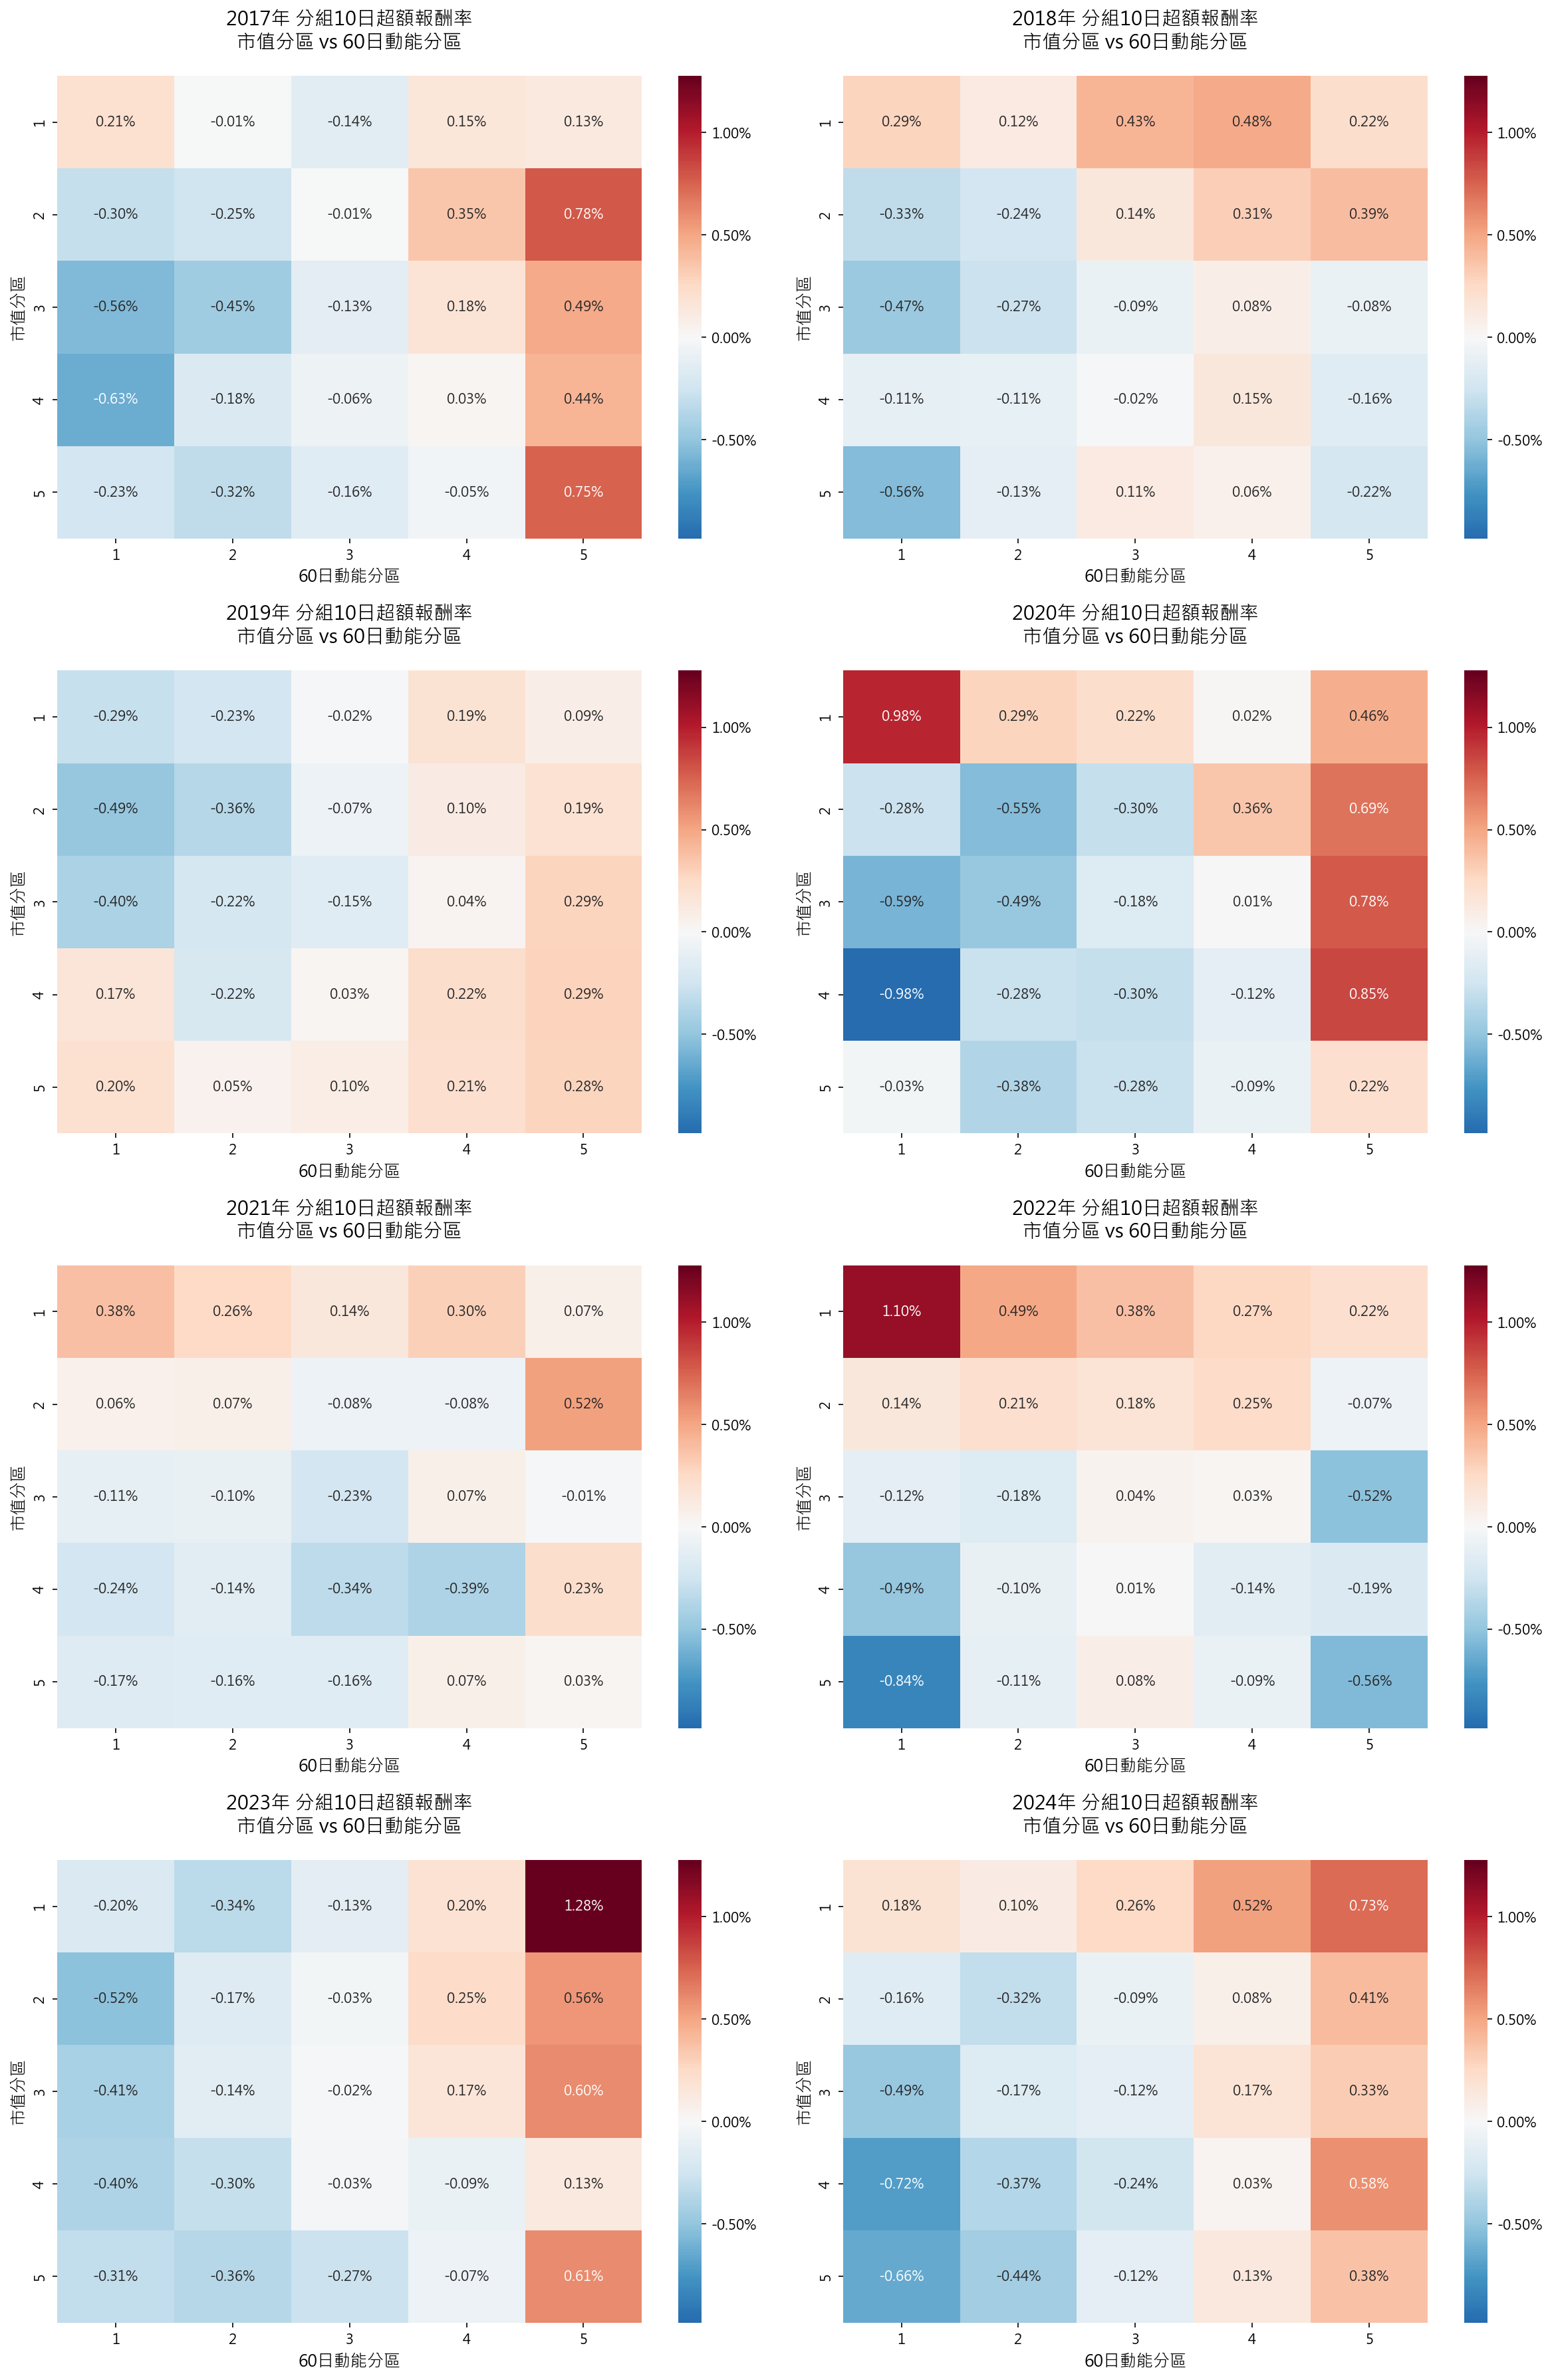 2017年 分組10日超額報酬率
市值分區 vs 60日動能分區
市值分區
1 0.21% -0.01% -0.14% 0.15% 0.13%
2 -0.30% -0.25% -0.01% 0.35% 0.78%
3 -0.56% -0.45% -0.13% 0.18% 0.49%
4 -0.63% -0.18% -0.06% 0.03% 0.44%
5 -0.23% -0.32% -0.16% -0.05% 0.75%
1 2 3 4 5
60日動能分區
1.00%
0.50%
0.00%
-0.50%
2018年 分組10日超額報酬率
市值分區 vs 60日動能分區
市值分區
1 0.29% 0.12% 0.43% 0.48% 0.22%
2 -0.33% -0.24% 0.14% 0.31% 0.39%
3 -0.47% -0.27% -0.09% 0.08% -0.08%
4 -0.11% -0.11% -0.02% 0.15% -0.16%
5 -0.56% -0.13% 0.11% 0.06% -0.22%
1 2 3 4 5
60日動能分區
1.00%
0.50%
0.00%
-0.50%
2019年 分組10日超額報酬率
市值分區 vs 60日動能分區
市值分區
1 -0.29% -0.23% -0.02% 0.19% 0.09%
2 -0.49% -0.36% -0.07% 0.10% 0.19%
3 -0.40% -0.22% -0.15% 0.04% 0.29%
4 0.17% -0.22% 0.03% 0.22% 0.29%
5 0.20% 0.05% 0.10% 0.21% 0.28%
1 2 3 4 5
60日動能分區
1.00%
0.50%
0.00%
-0.50%
2020年 分組10日超額報酬率
市值分區 vs 60日動能分區
市值分區
1 0.98% 0.29% 0.22% 0.02% 0.46%
2 -0.28% -0.55% -0.30% 0.36% 0.69%
3 -0.59% -0.49% -0.18% 0.01% 0.78%
4 -0.98% -0.28% -0.30% -0.12% 0.85%
5 -0.03% -0.38% -0.28% -0.09% 0.22%
1 2 3 4 5
60日動能分區
1.00%
0.50%
0.00%
-0.50%
2021年 分組10日超額報酬率
市值分區 vs 60日動能分區
市值分區
1 0.38% 0.26% 0.14% 0.30% 0.07%
2 0.06% 0.07% -0.08% -0.08% 0.52%
3 -0.11% -0.10% -0.23% 0.07% -0.01%
4 -0.24% -0.14% -0.34% -0.39% 0.23%
5 -0.17% -0.16% -0.16% 0.07% 0.03%
1 2 3 4 5
60日動能分區
1.00%
0.50%
0.00%
-0.50%
2022年 分組10日超額報酬率
市值分區 vs 60日動能分區
市值分區
1 1.10% 0.49% 0.38% 0.27% 0.22%
2 0.14% 0.21% 0.18% 0.25% -0.07%
3 -0.12% -0.18% 0.04% 0.03% -0.52%
4 -0.49% -0.10% 0.01% -0.14% -0.19%
5 -0.84% -0.11% 0.08% -0.09% -0.56%
1 2 3 4 5
60日動能分區
1.00%
0.50%
0.00%
-0.50%
2023年 分組10日超額報酬率
市值分區 vs 60日動能分區
市值分區
1 -0.20% -0.34% -0.13% 0.20% 1.28%
2 -0.52% -0.17% -0.03% 0.25% 0.56%
3 -0.41% -0.14% -0.02% 0.17% 0.60%
4 -0.40% -0.30% -0.03% -0.09% 0.13%
5 -0.31% -0.36% -0.27% -0.07% 0.61%
1 2 3 4 5
60日動能分區
1.00%
0.50%
0.00%
-0.50%
2024年 分組10日超額報酬率
市值分區 vs 60日動能分區
市值分區
1 0.18% 0.10% 0.26% 0.52% 0.73%
2 -0.16% -0.32% -0.09% 0.08% 0.41%
3 -0.49% -0.17% -0.12% 0.17% 0.33%
4 -0.72% -0.37% -0.24% 0.03% 0.58%
5 -0.66% -0.44% -0.12% 0.13% 0.38%
1 2 3 4 5
60日動能分區
1.00%
0.50%
0.00%
-0.50%